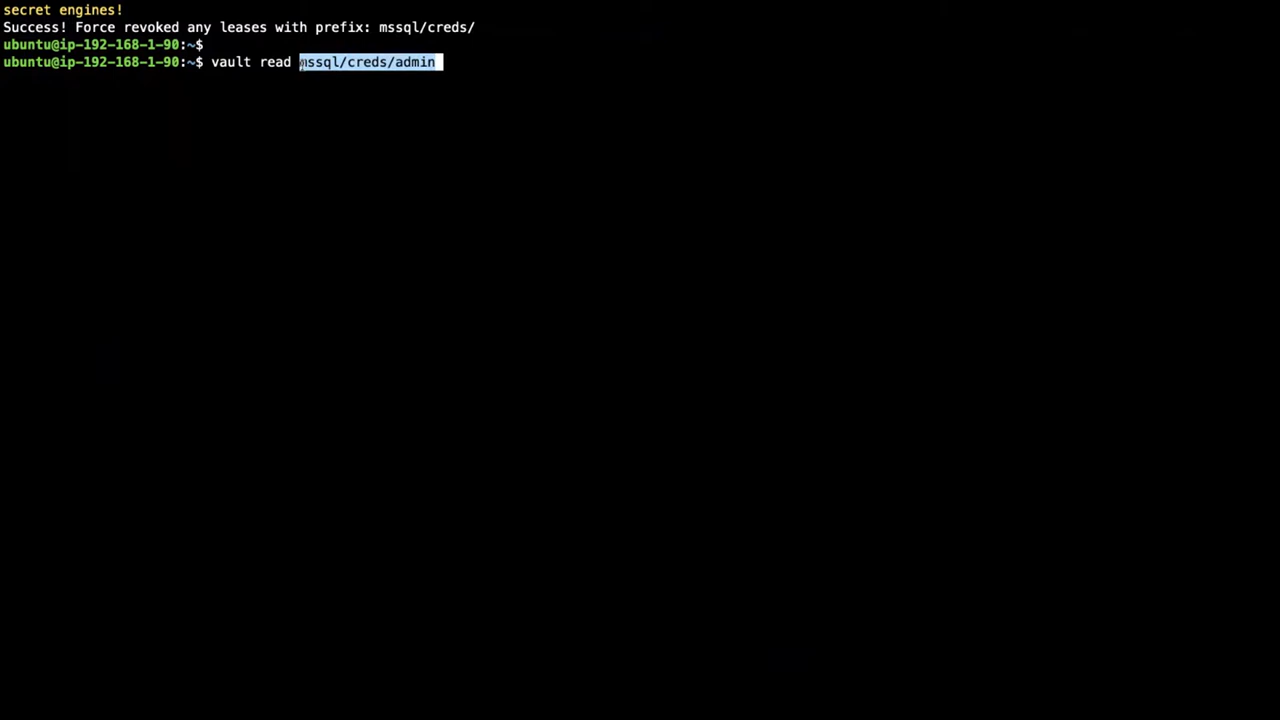 secret engines!
Success! Force revoked any leases with prefix: mssql/creds/
ubuntu@ip-192-168-1-90:~$
ubuntu@ip-192-168-1-90:~$ vault read mssql/creds/admin